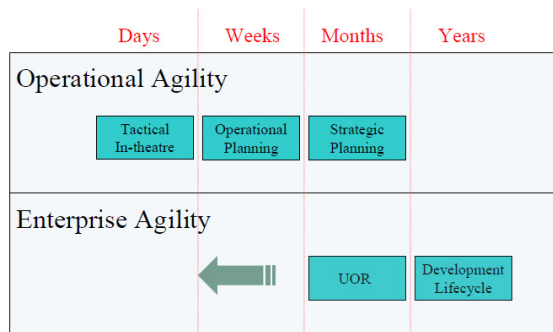 Days Weeks Months Years
Operational Agility
Tactical Operational Strategic
In-theatre Planning Planning
Enterprise Agility
UOR
Development
Lifecycle